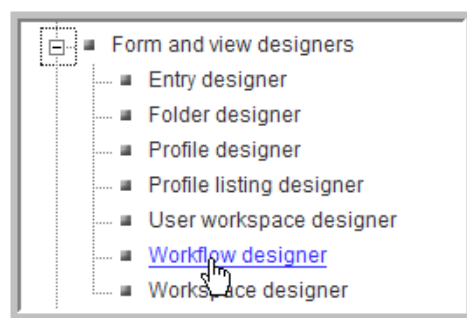 Form and view designers
Entry designer
Folder designer
Profile designer
Profile listing designer
User workspace designer
Workflow designer
Workspace designer